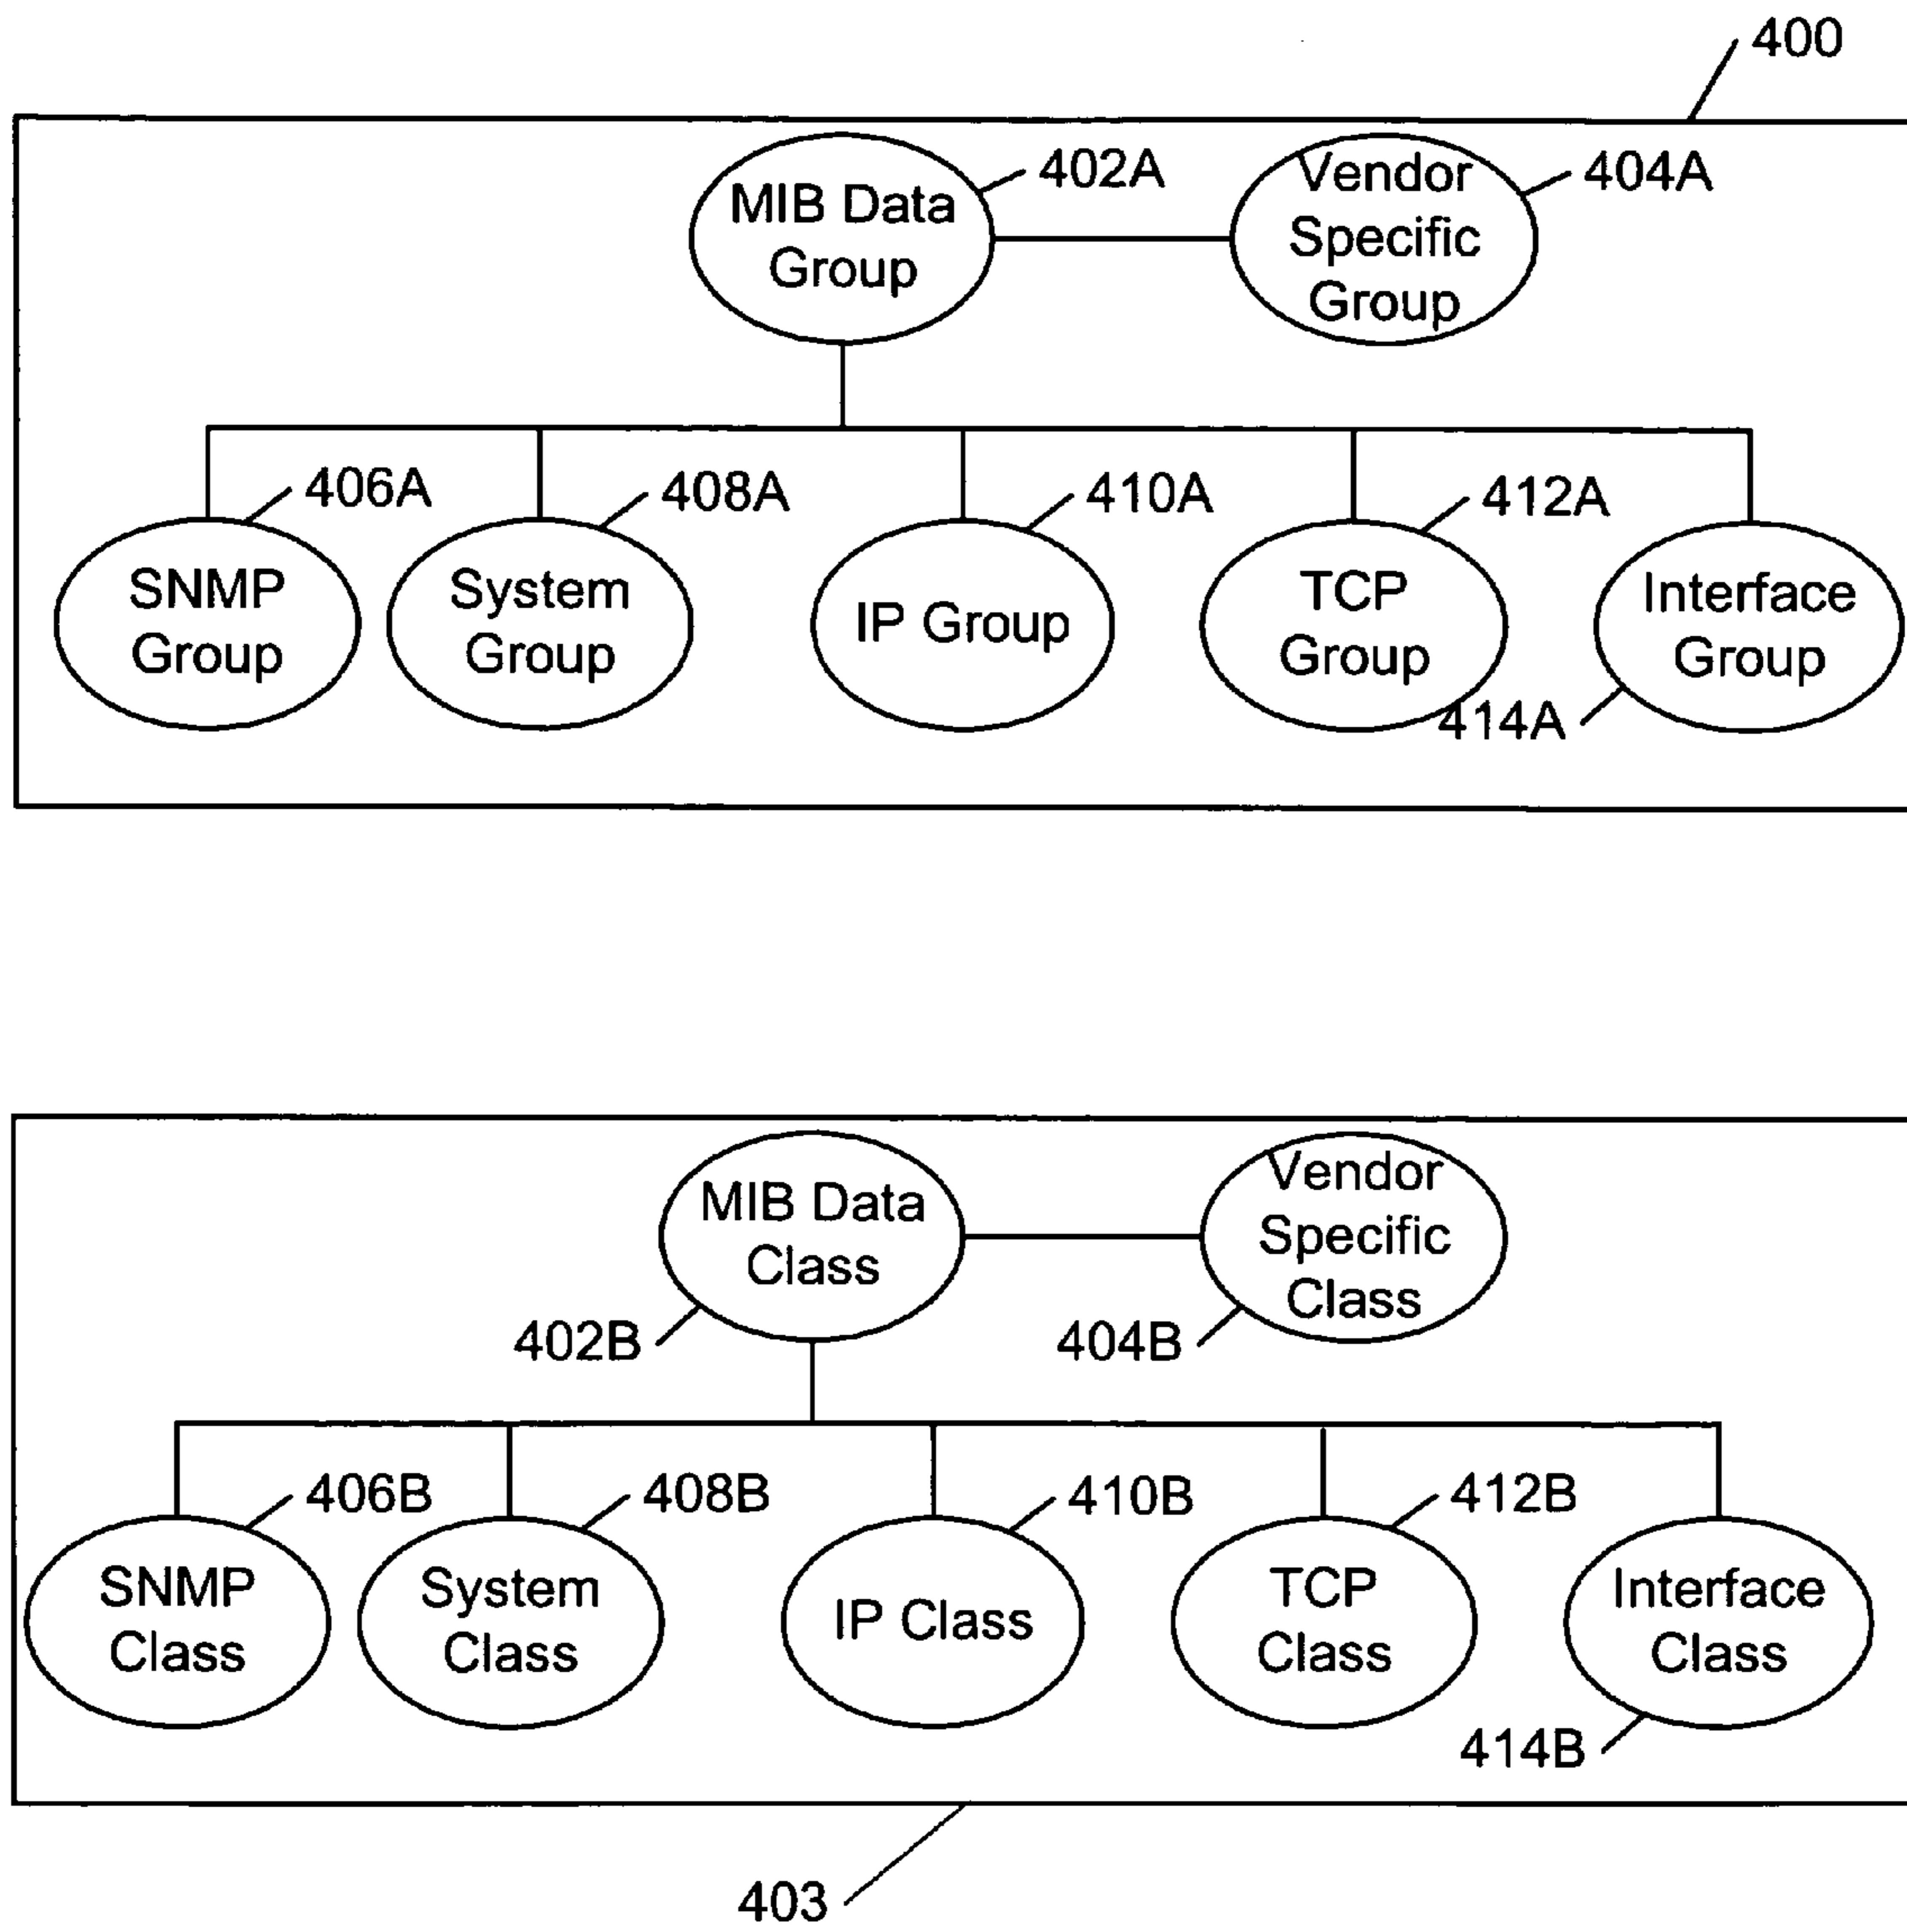 400
402A
404A
MIB Data
Group
Vendor
Specific
Group
406A
408A
410A
412A
SNMP
Group
System
Group
IP Group
TCP
Group
Interface
Group
414A
MIB Data
Class
Vendor
Specific
Class
402B
404B
406B
408B
410B
412B
SNMP
Class
System
Class
IP Class
TCP
Class
Interface
Class
414B
403